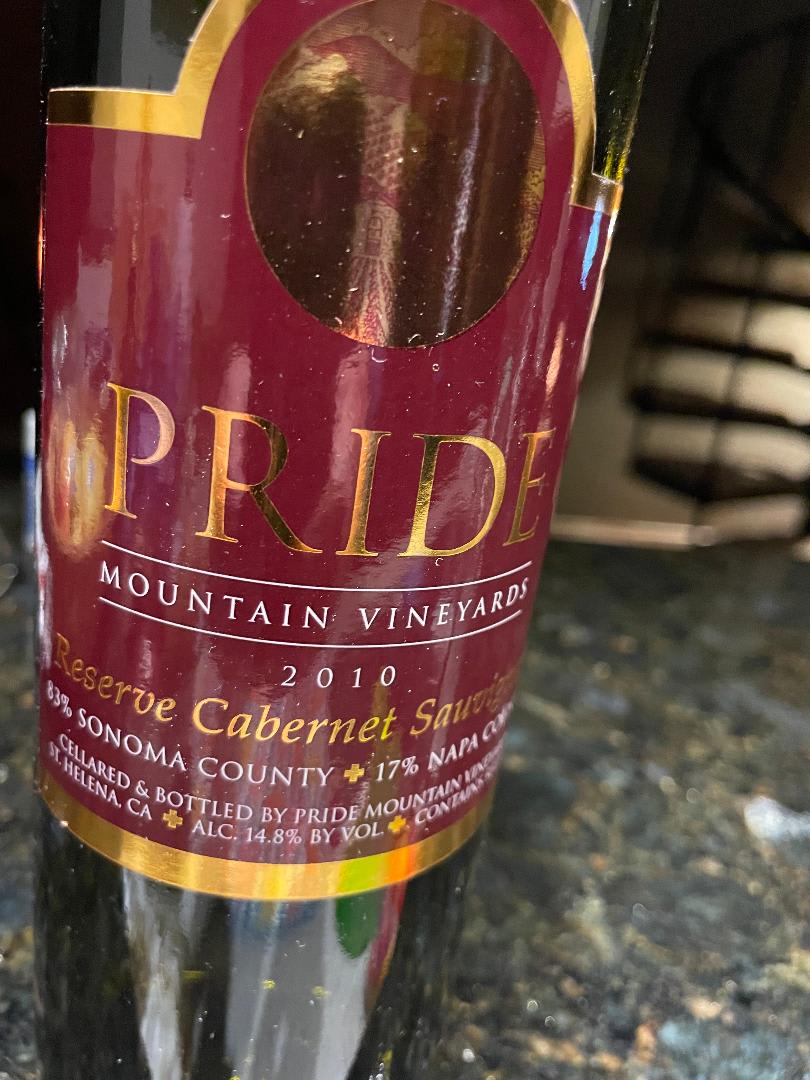 PRIDE
MOUNTAIN VINEYARDS
2010
Reserve Cabernet
83% SONOMA COUNTY ✚ 17% NAPA
CELLARED & BOTTLED BY PRIDE MOUNTAIN
ST. HELENA, CA ✚ ALC. 14.8% BY VOL ✚ CONTAINS